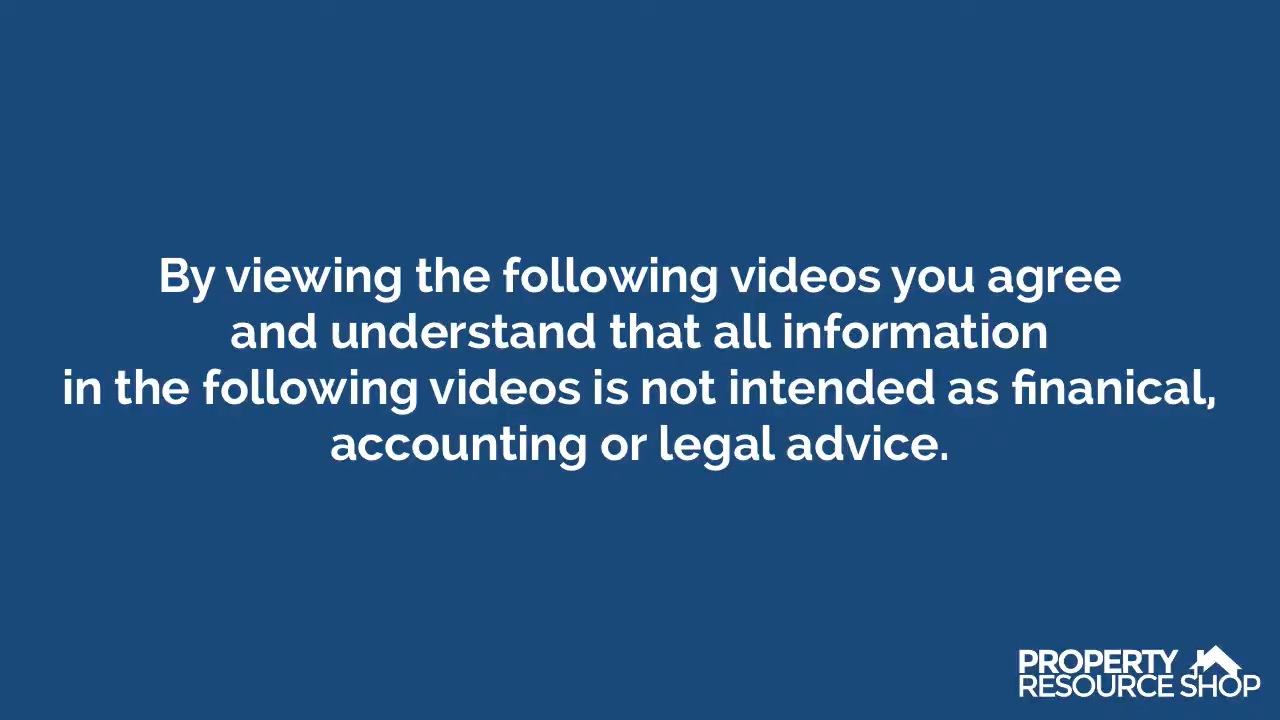 By viewing the following videos you agree
and understand that all information
in the following videos is not intended as finanical,
accounting or legal advice.
PROPERTY
RESOURCE SHOP